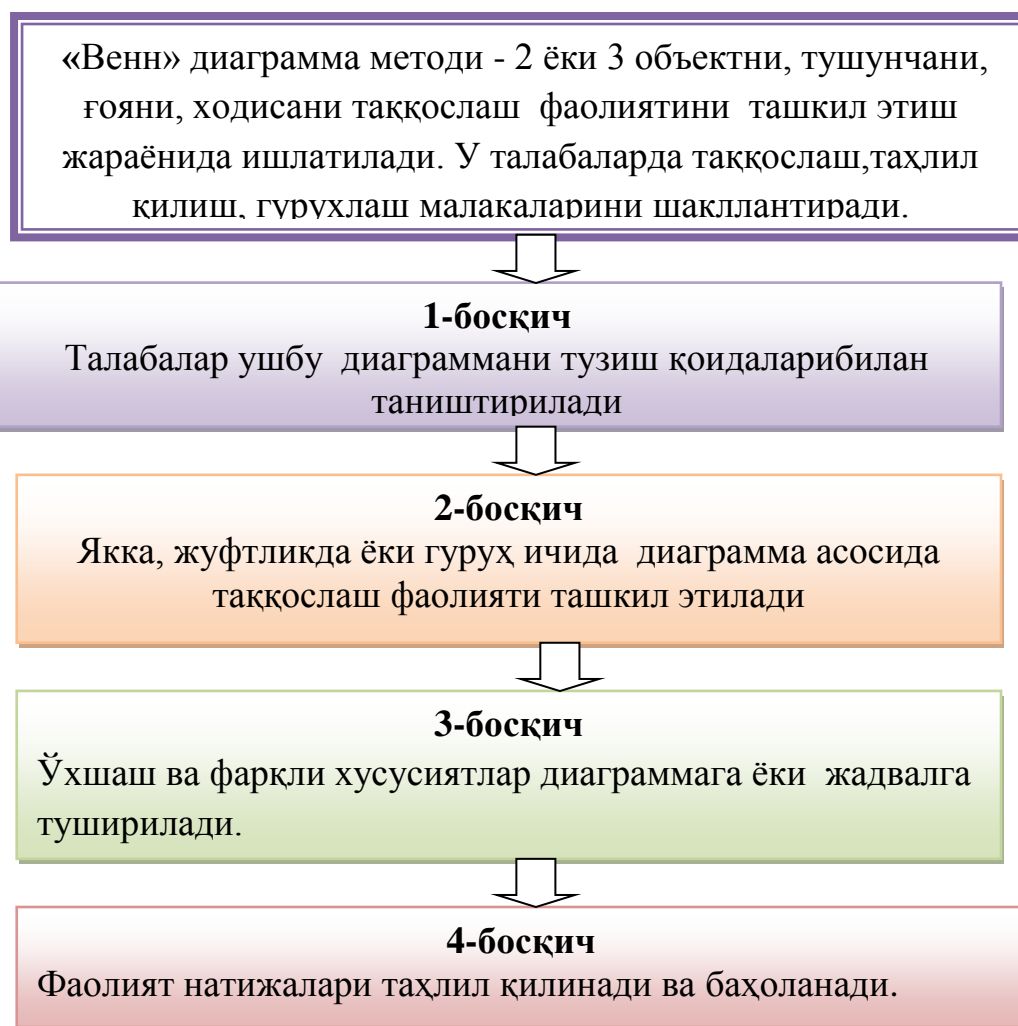 «Венн» диаграмма методи - 2 ёки 3 объектни, тушунчани,
ғояни, ходисани таққослаш фаолиятини ташкил этиш
жараёнида ишлатилади. У талабаларда таққослаш,таҳлил
қилиш, гурухлаш малакаларини шакллантиради.
1-босқич
Талабалар ушбу диаграммани тузиш қоидаларибилан
таништирилади
2-босқич
Якка, жуфтликда ёки гуруҳ ичида диаграмма асосида
таққослаш фаолияти ташкил этилади
3-босқич
Ўхшаш ва фарқли хусусиятлар диаграммага ёки жадвалга
туширилади.
4-босқич
Фаолият натижалари таҳлил қилинади ва баҳоланади.